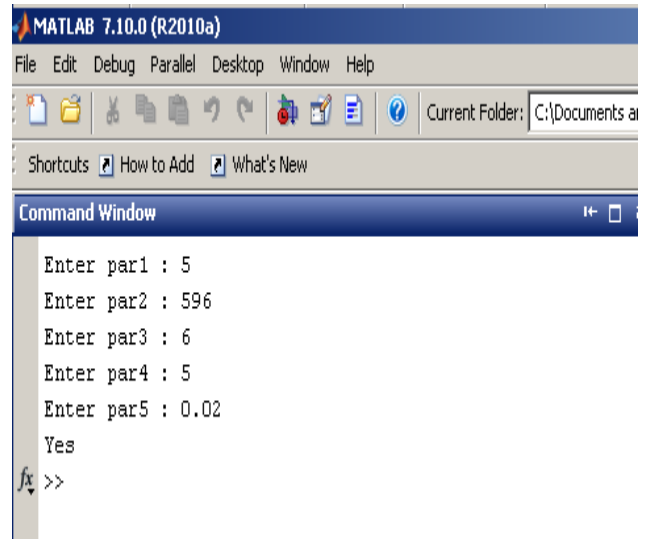 MATLAB 7.10.0 (R2010a)
File Edit Debug Parallel Desktop Window Help
Current Folder: C:\Documents a
Shortcuts How to Add What's New
Command Window
Enter par1 : 5
Enter par2 : 596
Enter par3 : 6
Enter par4 : 5
Enter par5 : 0.02
Yes
fx >>